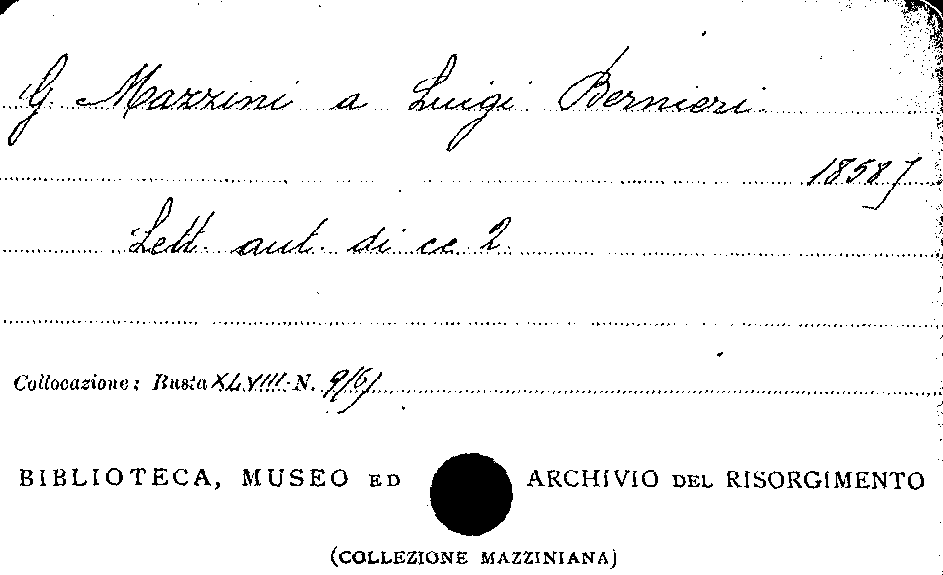 G. Mazzini a Luigi Bernieri
1858]
Lett. aut. di cc 2.
Collocazione: Busta XLVIII N. 9/6)
BIBLIOTECA, MUSEO ED ARCHIVIO DEL RISORGIMENTO
(COLLEZIONE MAZZINIANA)